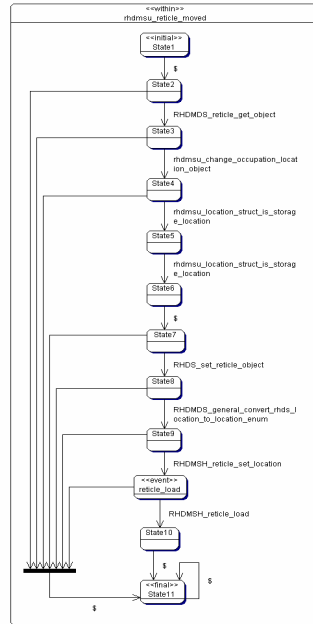 <<within>>
rhdmsu_reticle_moved
<<initial>>
State1
$
State2
RHDMDS_reticle_get_object
State3
rhdmsu_change_occupation_locat
ion_object
State4
rhdmsu_location_struct_is_storag
e_location
State5
rhdmsu_location_struct_is_storag
e_location
State6
$
State7
RHDS_set_reticle_object
State8
RHDMDS_general_convert_rhds_l
ocation_to_location_enum
State9
RHDMSH_reticle_set_location
<<event>>
reticle_load
RHDMSH_reticle_load
State10
$
<<final>>
State11
$
$